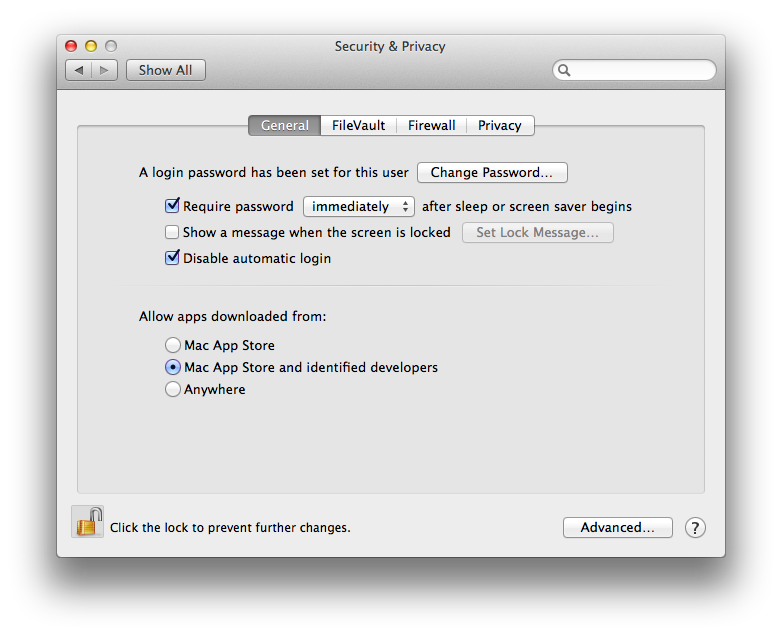 Security & Privacy
Show All
General FileVault Firewall Privacy
A login password has been set for this user Change Password...
Require password immediately after sleep or screen saver begins
Show a message when the screen is locked Set Lock Message...
Disable automatic login
Allow apps downloaded from:
Mac App Store
Mac App Store and identified developers
Anywhere
Click the lock to prevent further changes. Advanced... ?